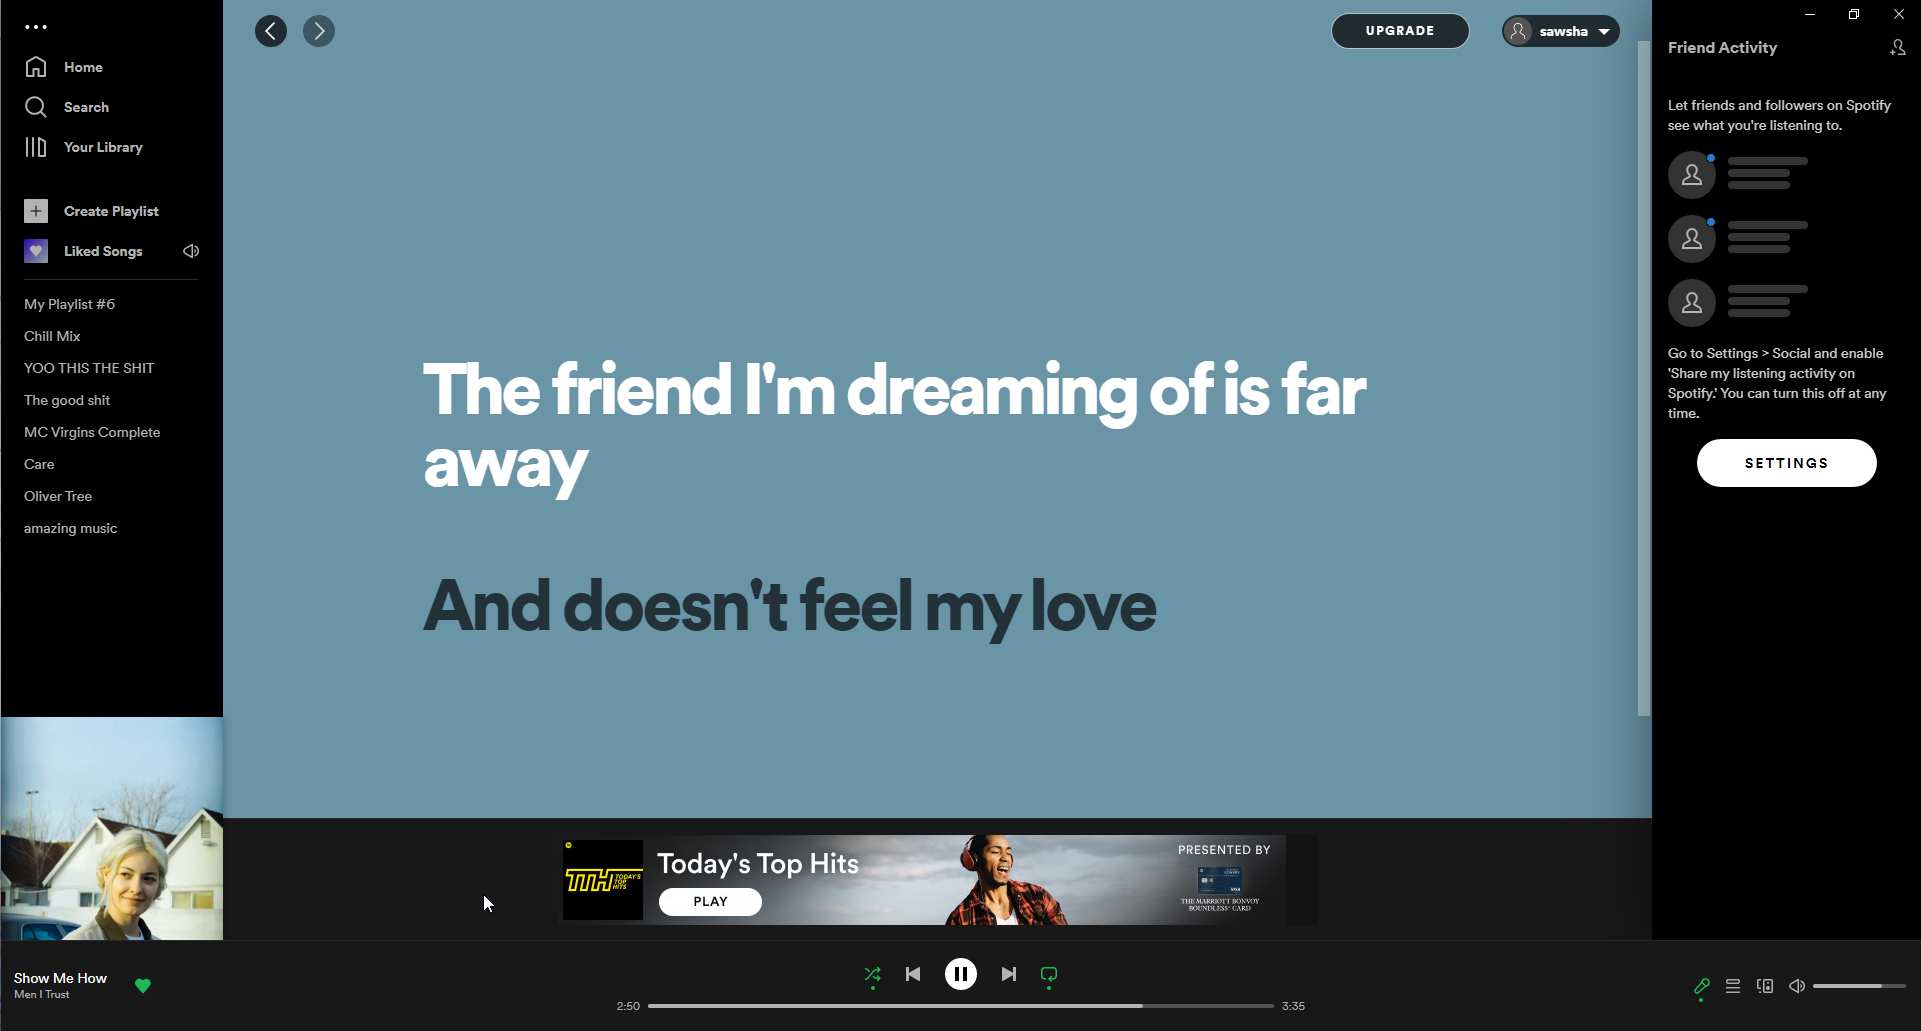 Home
Search
Your Library
Create Playlist
Liked Songs
My Playlist #6
Chill Mix
YOO THIS THE SHIT
The good shit
MC Virgins Complete
Care
Oliver Tree
amazing music
UPGRADE
sawsha
The friend I'm dreaming of is far
away
And doesn't feel my love
Friend Activity
Let friends and followers on Spotify
see what you're listening to.
Go to Settings > Social and enable
'Share my listening activity on
Spotify.' You can turn this off at any
time.
SETTINGS
TTH TODAY'S
TOP
HITS
Today's Top Hits
PLAY
PRESENTED BY
VISA
THE MARRIOTT BONVOY
BOUNDLESS® CARD
Show Me How
Men I Trust
2:50
3:35